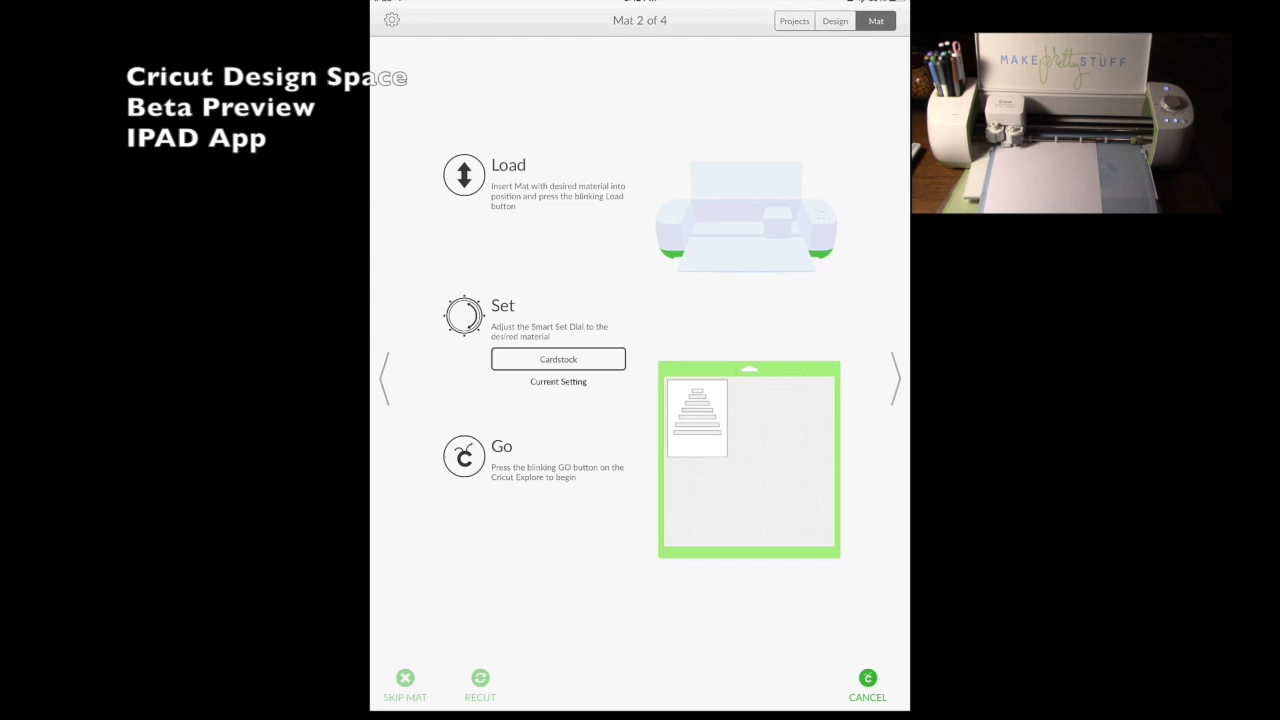 Mat 2 of 4
Projects
Design
Mat
Cricut Design Space
Beta Preview
IPAD App
MAKE pretty STUFF
Load
Insert Mat with desired material into
position and press the blinking Load
button
Set
Adjust the Smart Set Dial to the
desired material
Cardstock
Current Setting
Go
Press the blinking GO button on the
Cricut Explore to begin
SKIP MAT
RECUT
CANCEL